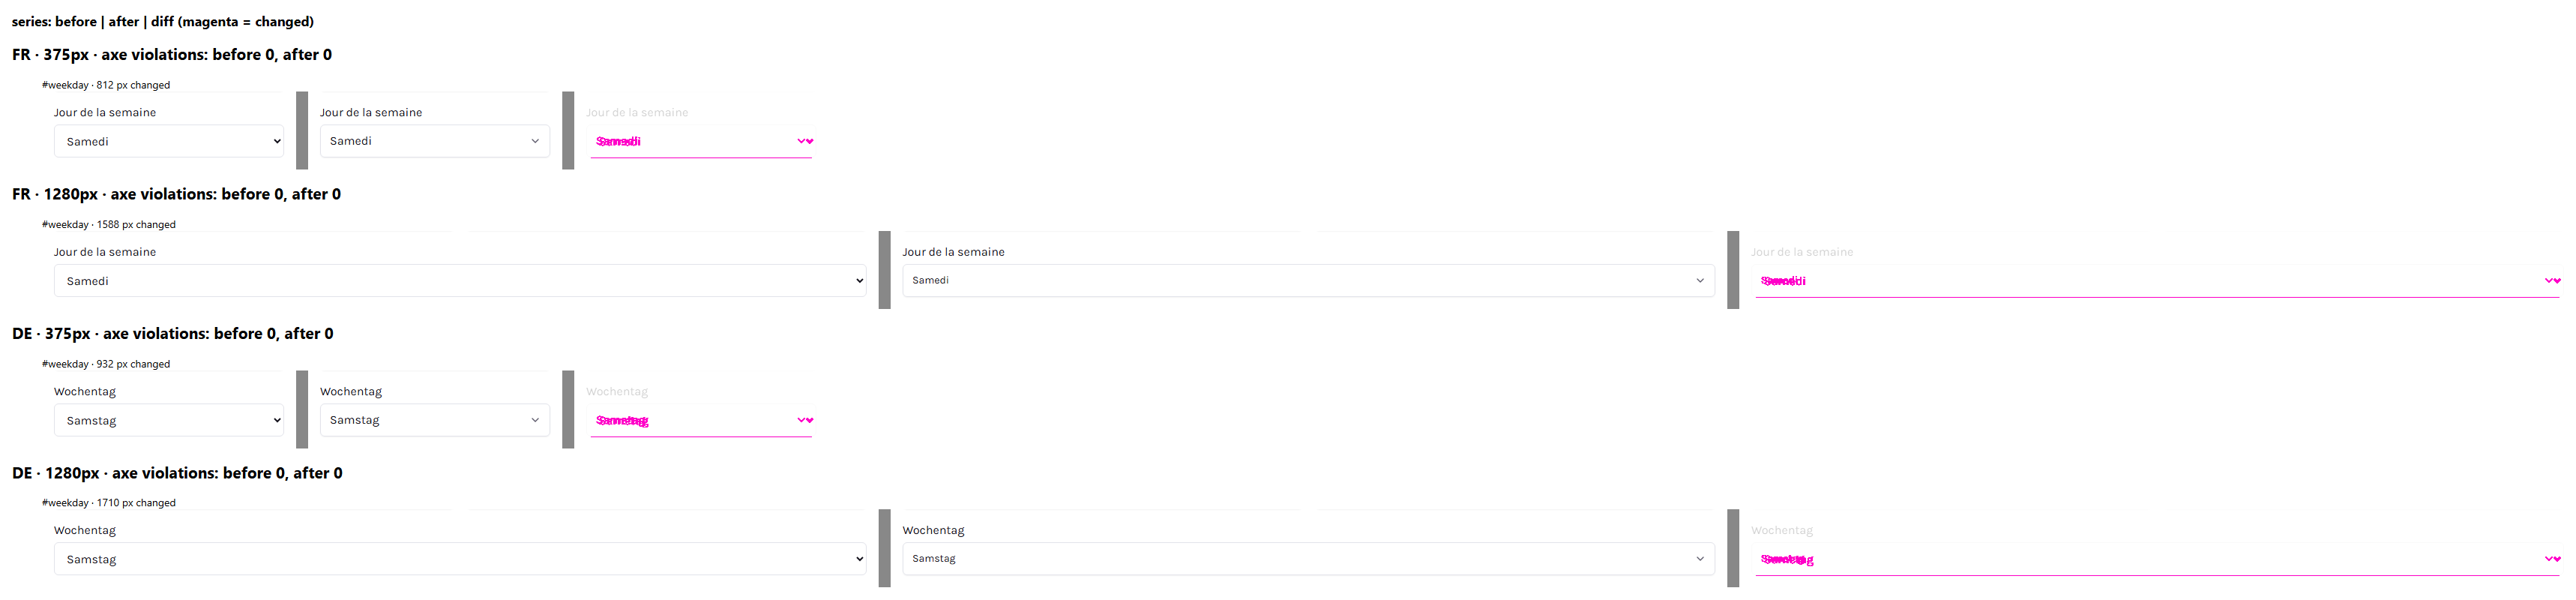 series: before | after | diff (magenta = changed)
FR · 375px · axe violations: before 0, after 0
#weekday · 812 px changed
Jour de la semaine Jour de la semaine Jour de la semaine
Samedi Samedi
FR · 1280px · axe violations: before 0, after 0
#weekday · 1588 px changed
Jour de la semaine Jour de la semaine Jour de la semaine
Samedi Samedi
DE · 375px · axe violations: before 0, after 0
#weekday · 932 px changed
Wochentag Wochentag Wochentag
Samstag Samstag
DE · 1280px · axe violations: before 0, after 0
#weekday · 1710 px changed
Wochentag Wochentag Wochentag
Samstag Samstag